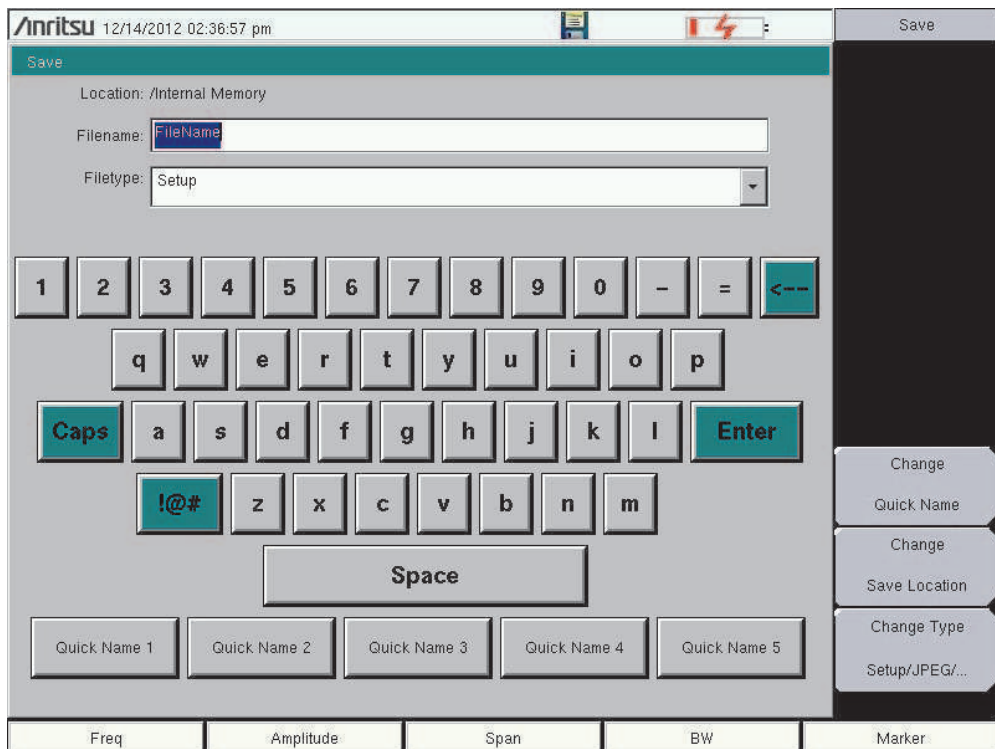 Anritsu 12/14/2012 02:36:57 pm
Save
Save
Location: /Internal Memory
Filename: FileName
Filetype: Setup
1 2 3 4 5 6 7 8 9 0 - = <--
q w e r t y u i o p
Caps a s d f g h j k l Enter
!@# z x c v b n m
Space
Quick Name 1 Quick Name 2 Quick Name 3 Quick Name 4 Quick Name 5
Change
Quick Name
Change
Save Location
Change Type
Setup/JPEG/...
Freq Amplitude Span BW Marker